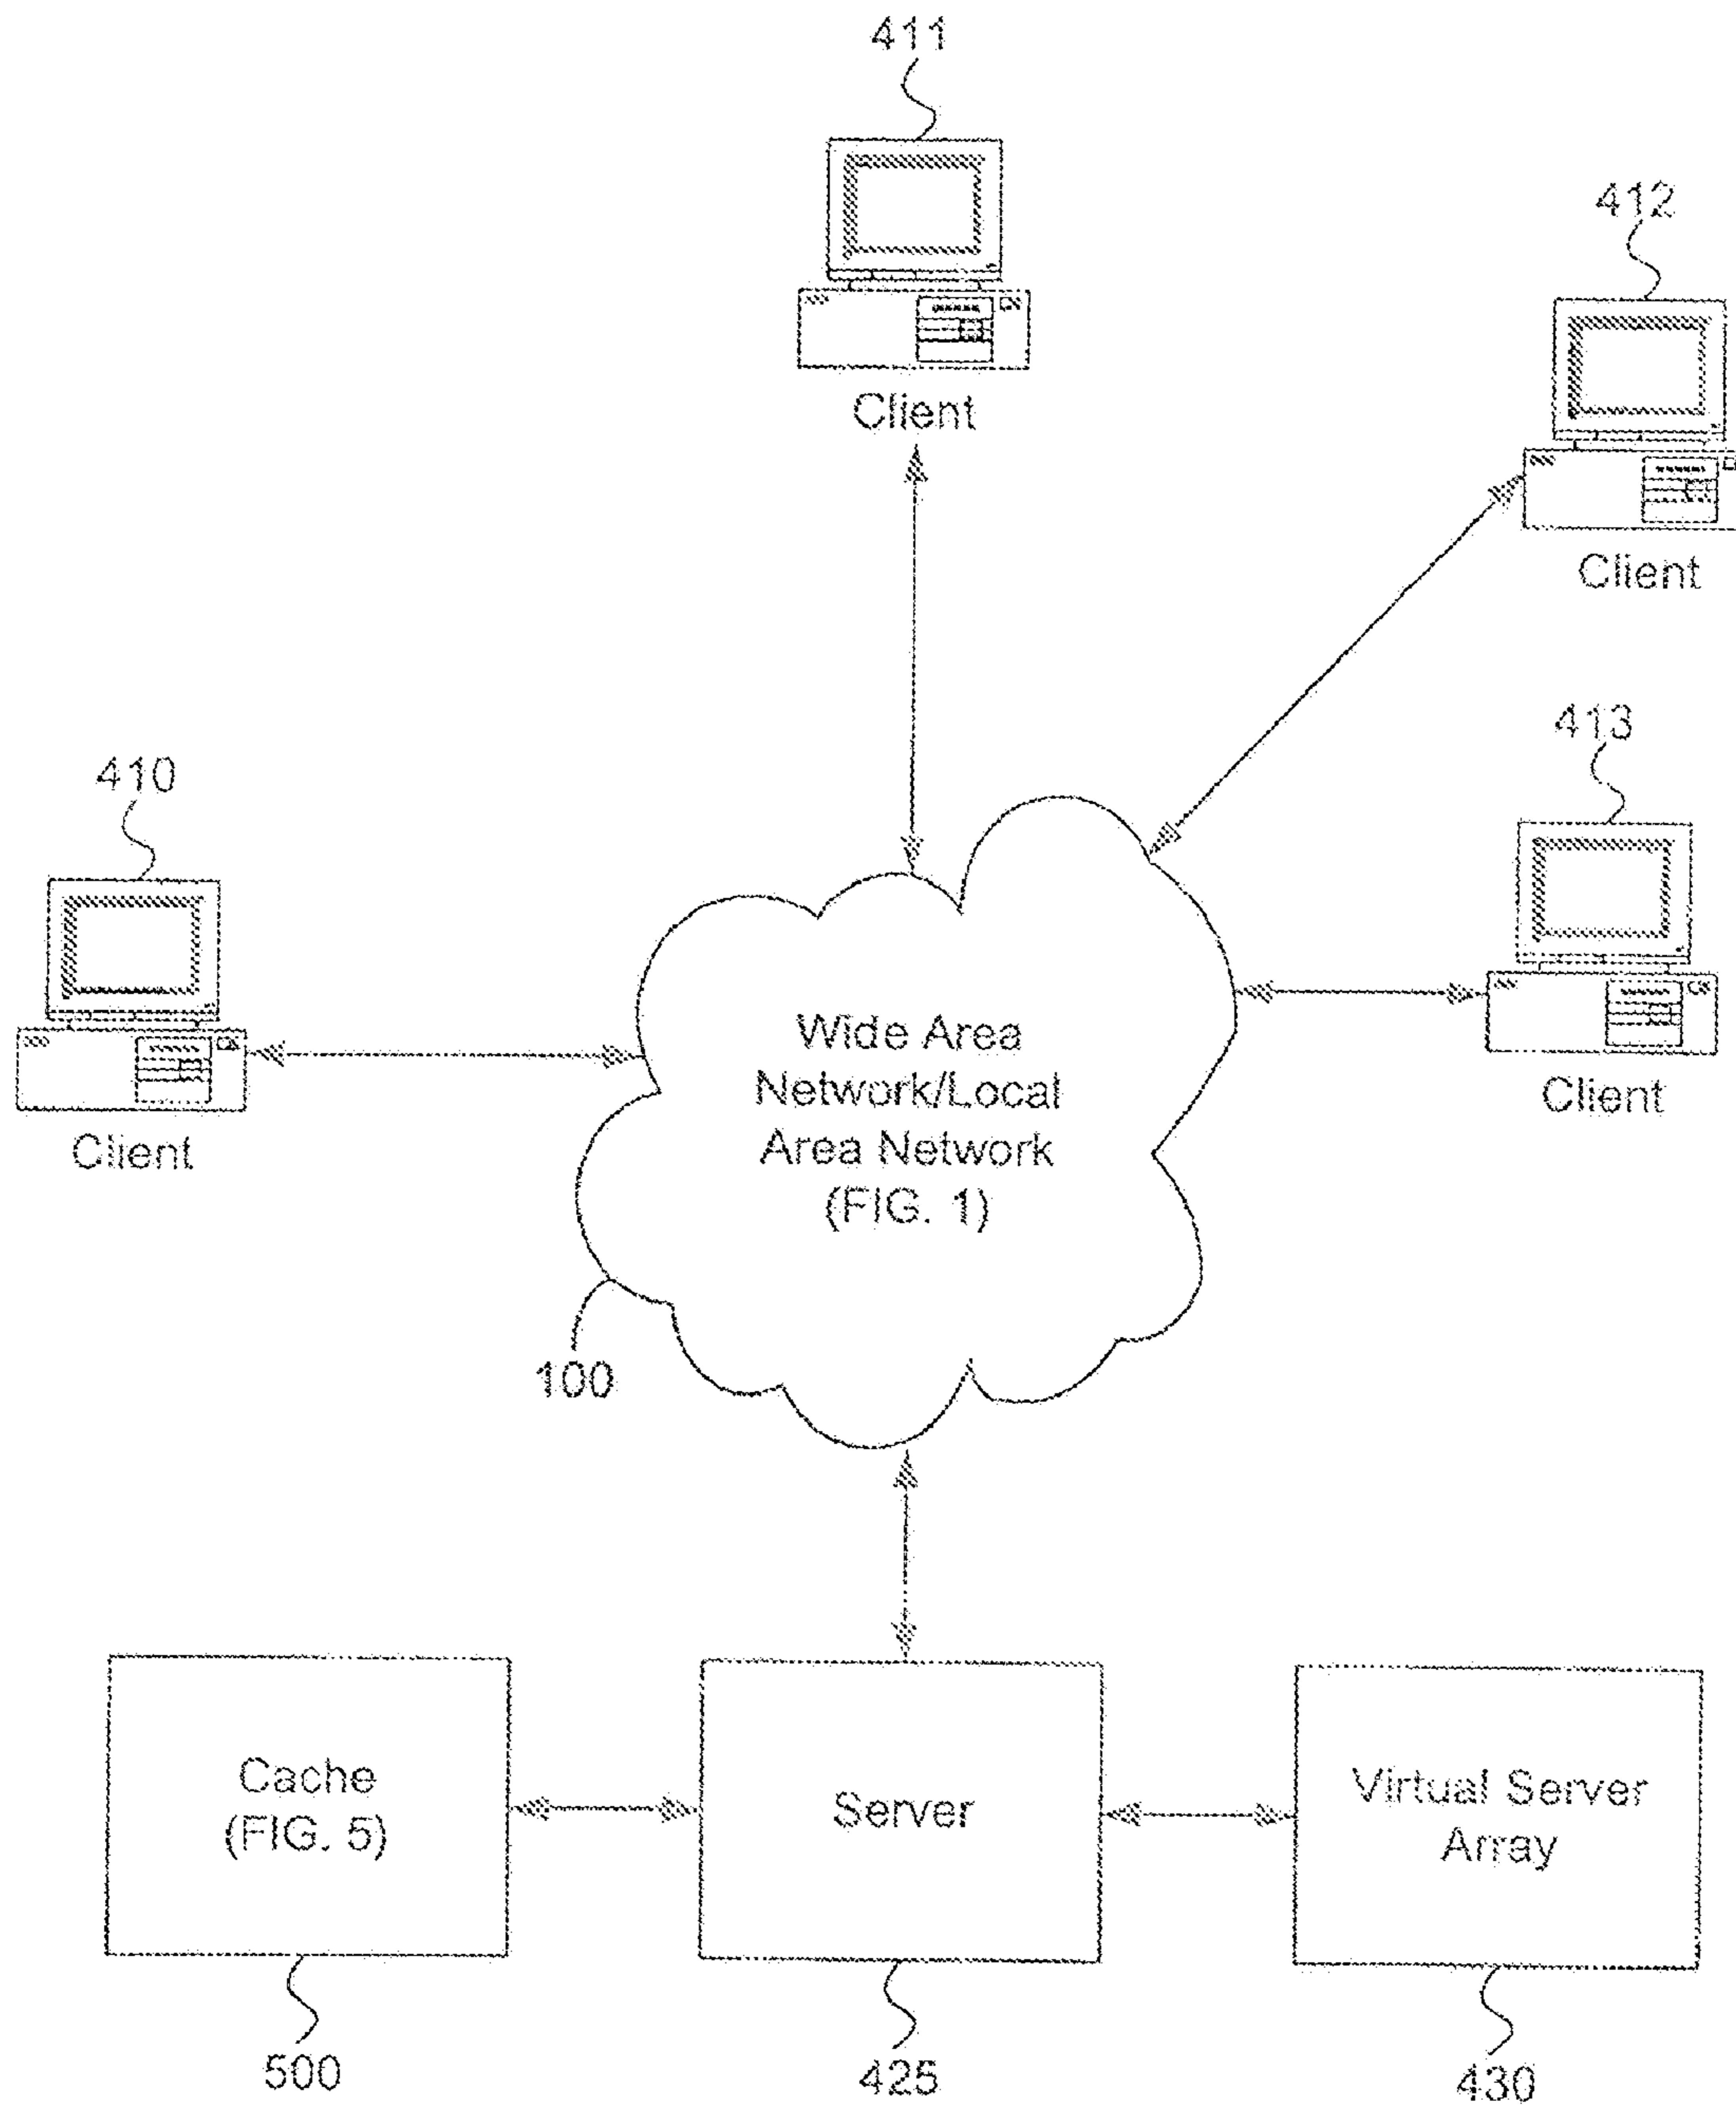 411
412
Client
Client
413
410
Wide Area
Network/Local
Area Network
(FIG. 1)
Client
Client
100
Cache
(FIG. 5)
Server
Virtual Server
Array
500
425
430